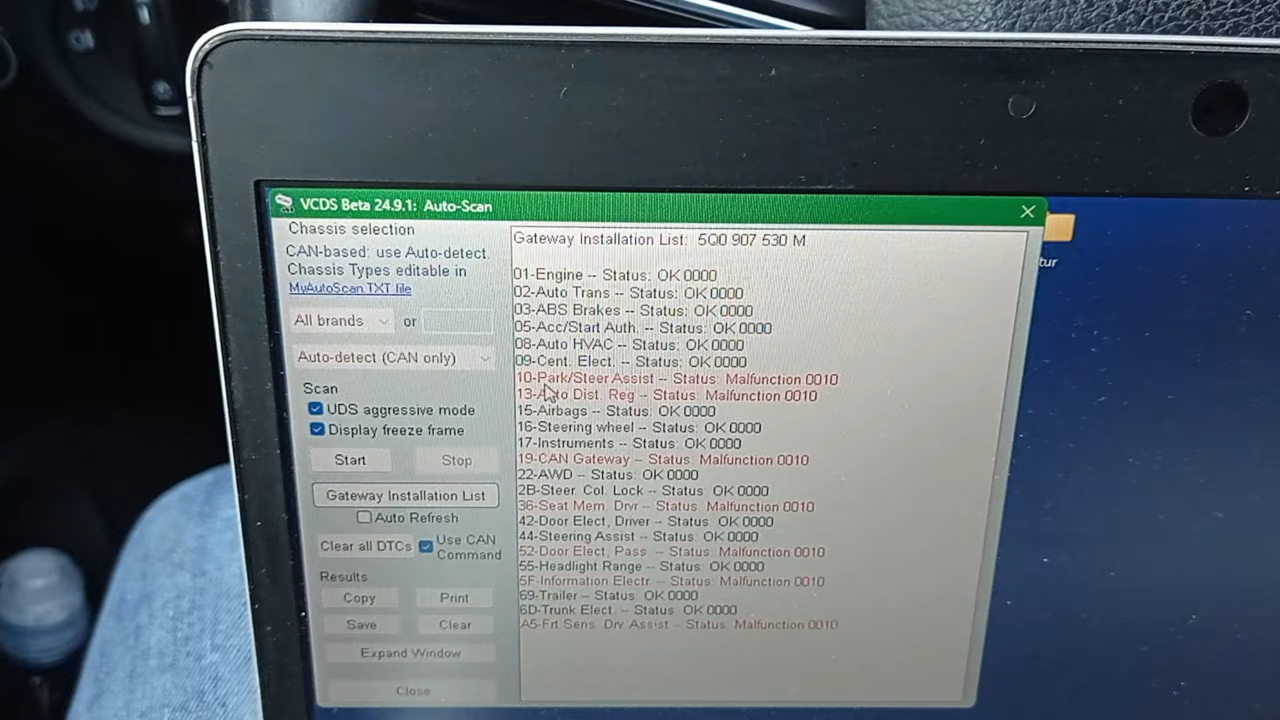 VCDS Beta 24.9.1: Auto-Scan
Chassis selection
CAN-based: use Auto-detect.
Chassis Types editable in
MyAutoScan.TXT file
All brands
or
Auto-detect (CAN only)
Scan
UDS aggressive mode
Display freeze frame
Start
Stop
Gateway Installation List
Auto Refresh
Clear all DTCs
Use CAN
Command
Results
Copy
Print
Save
Clear
Expand Window
Close
Gateway Installation List: 5Q0 907 530 M
01-Engine -- Status: OK 0000
02-Auto Trans -- Status: OK 0000
03-ABS Brakes -- Status: OK 0000
05-Acc/Start Auth. -- Status: OK 0000
08-Auto HVAC -- Status: OK 0000
09-Cent. Elect. -- Status: OK 0000
10-Park/Steer Assist -- Status: Malfunction 0010
13-Auto Dist. Reg -- Status: Malfunction 0010
15-Airbags -- Status: OK 0000
16-Steering wheel -- Status: OK 0000
17-Instruments -- Status: OK 0000
19-CAN Gateway -- Status: Malfunction 0010
22-AWD -- Status: OK 0000
2B-Steer. Col. Lock -- Status: OK 0000
36-Seat Mem. Drvr -- Status: Malfunction 0010
42-Door Elect, Driver -- Status: OK 0000
44-Steering Assist -- Status: OK 0000
52-Door Elect, Pass. -- Status: Malfunction 0010
55-Headlight Range -- Status: OK 0000
5F-Information Electr. -- Status: Malfunction 0010
69-Trailer -- Status: OK 0000
6D-Trunk Elect. -- Status: OK 0000
A5-Frt Sens. Drv. Assist -- Status: Malfunction 0010